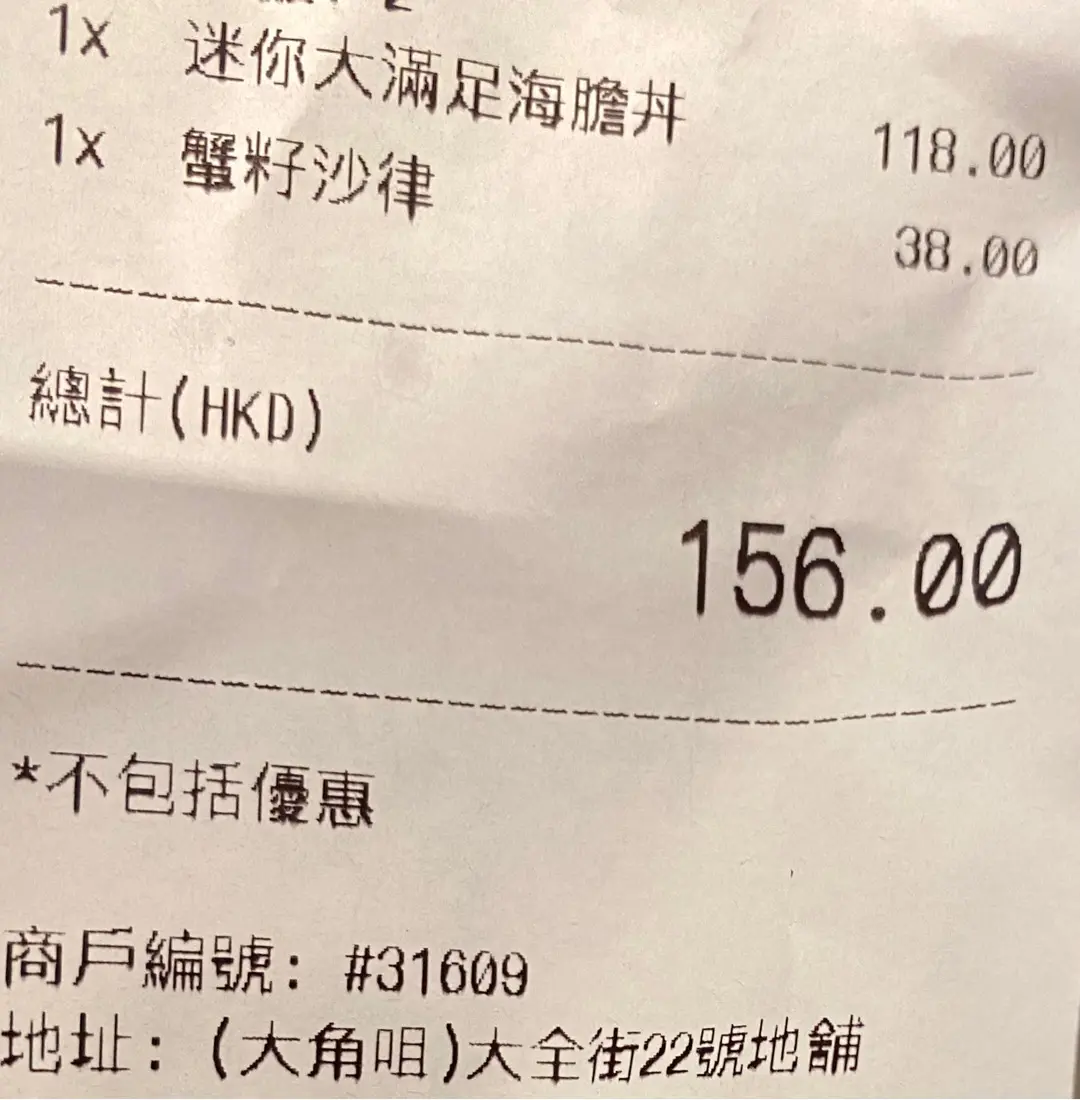 1x 迷你大滿足海膽丼 118.00
1x 蟹籽沙律 38.00
總計(HKD)
156.00
*不包括優惠
商戶編號: #31609
地址: (大角咀)大全街22號地舖